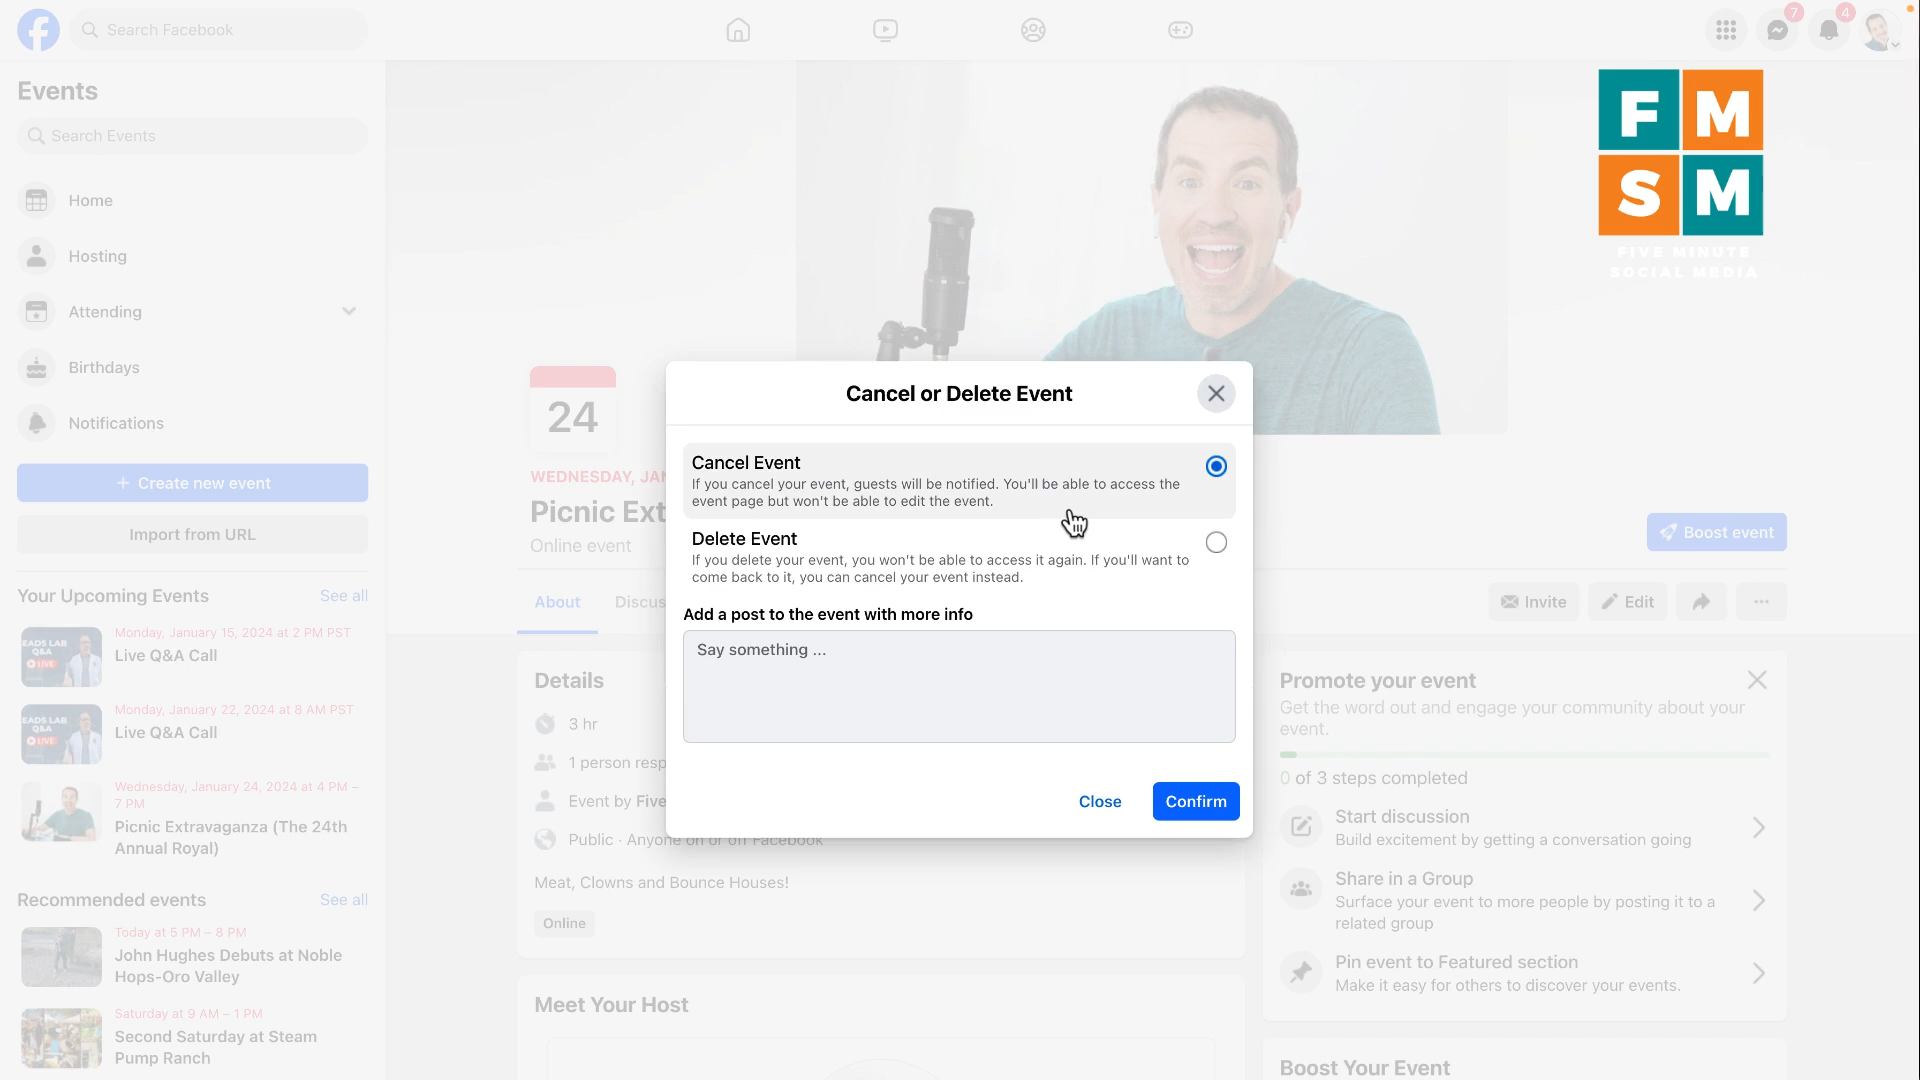 Search Facebook
7
4
Events
Search Events
Home
Hosting
Attending
Birthdays
Notifications
+ Create new event
Import from URL
Your Upcoming Events
See all
EADS LAB
Q&A
LIVE
Monday, January 15, 2024 at 2 PM PST
Live Q&A Call
EADS LAB
Q&A
LIVE
Monday, January 22, 2024 at 8 AM PST
Live Q&A Call
Wednesday, January 24, 2024 at 4 PM –
7 PM
Picnic Extravaganza (The 24th
Annual Royal)
Recommended events
See all
Today at 5 PM – 8 PM
John Hughes Debuts at Noble
Hops-Oro Valley
Saturday at 9 AM – 1 PM
Second Saturday at Steam
Pump Ranch
F M
S M
FIVE MINUTE
SOCIAL MEDIA
24
WEDNESDAY, JAN
Picnic Ext
Online event
Boost event
About
Discus
Invite
Edit
...
Cancel or Delete Event
Cancel Event
If you cancel your event, guests will be notified. You'll be able to access the
event page but won't be able to edit the event.
Delete Event
If you delete your event, you won't be able to access it again. If you'll want to
come back to it, you can cancel your event instead.
Add a post to the event with more info
Say something ...
Close
Confirm
Details
3 hr
1 person resp
Event by Five
Public · Anyone on or off Facebook
Meat, Clowns and Bounce Houses!
Online
Meet Your Host
Promote your event
Get the word out and engage your community about your
event.
0 of 3 steps completed
Start discussion
Build excitement by getting a conversation going
Share in a Group
Surface your event to more people by posting it to a
related group
Pin event to Featured section
Make it easy for others to discover your events.
Boost Your Event